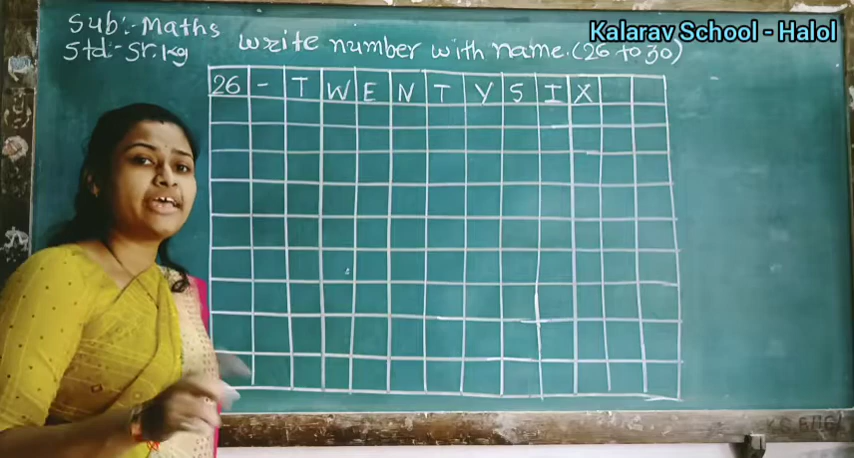 Sub:- Maths
Kalarav School - Halol
Std:- Sr.kg
write number with name. (26 to 30)
26 - T W E N T Y S I X